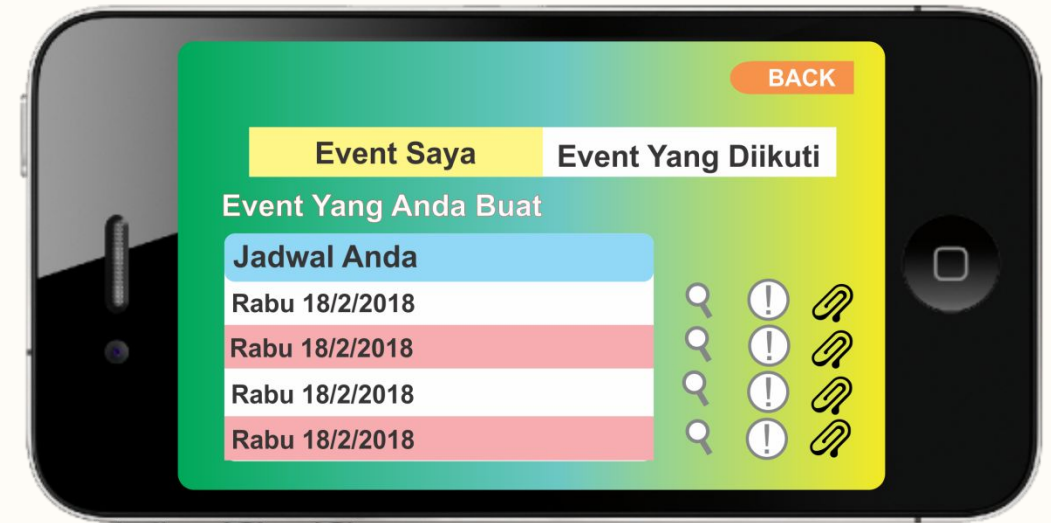 BACK
Event Saya
Event Yang Diikuti
Event Yang Anda Buat
Jadwal Anda
Rabu 18/2/2018
Rabu 18/2/2018
Rabu 18/2/2018
Rabu 18/2/2018